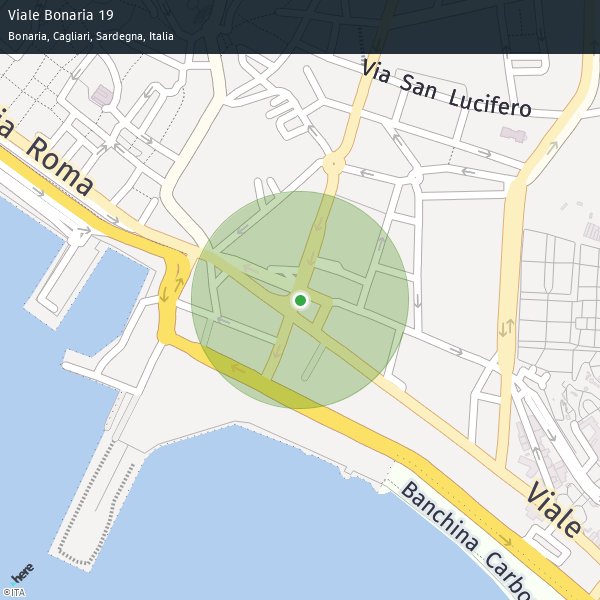 Viale Bonaria 19
Bonaria, Cagliari, Sardegna, Italia
Via San Lucifero
ia Roma
Viale
Banchina Carbo
here
©ITA